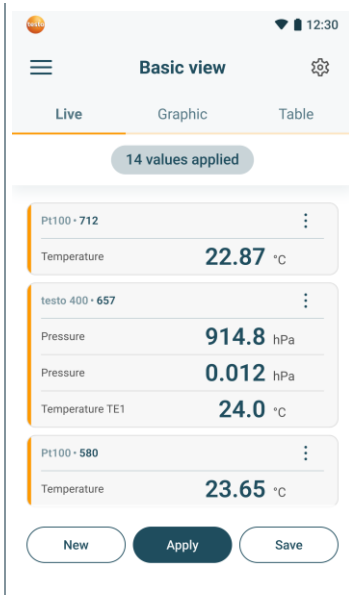 testo 12:30
Basic view
Live Graphic Table
14 values applied
Pt100 • 712
Temperature 22.87 °C
testo 400 • 657
Pressure 914.8 hPa
Pressure 0.012 hPa
Temperature TE1 24.0 °C
Pt100 • 580
Temperature 23.65 °C
New Apply Save